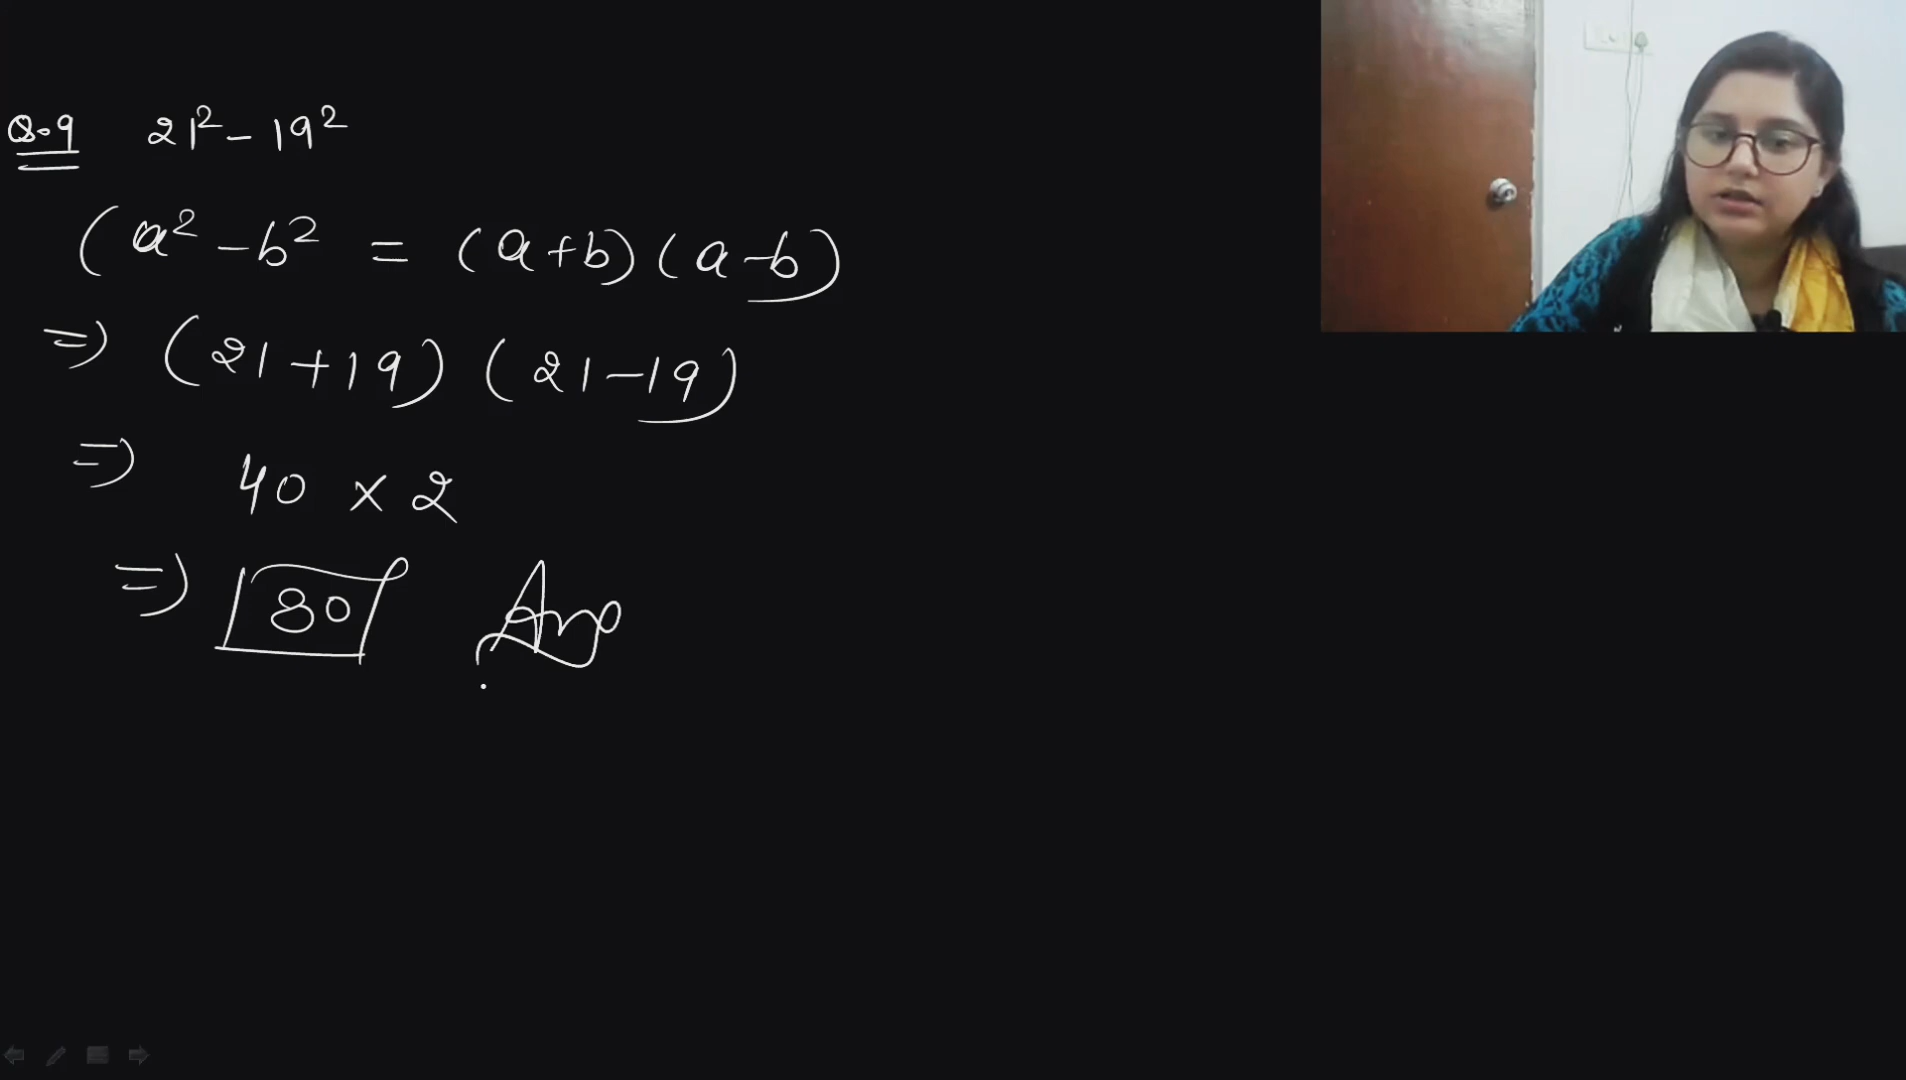 Q.9 21² - 19²
(a² - b² = (a+b) (a-b)
=> (21+19) (21-19)
=> 40 × 2
=> 80 Ans